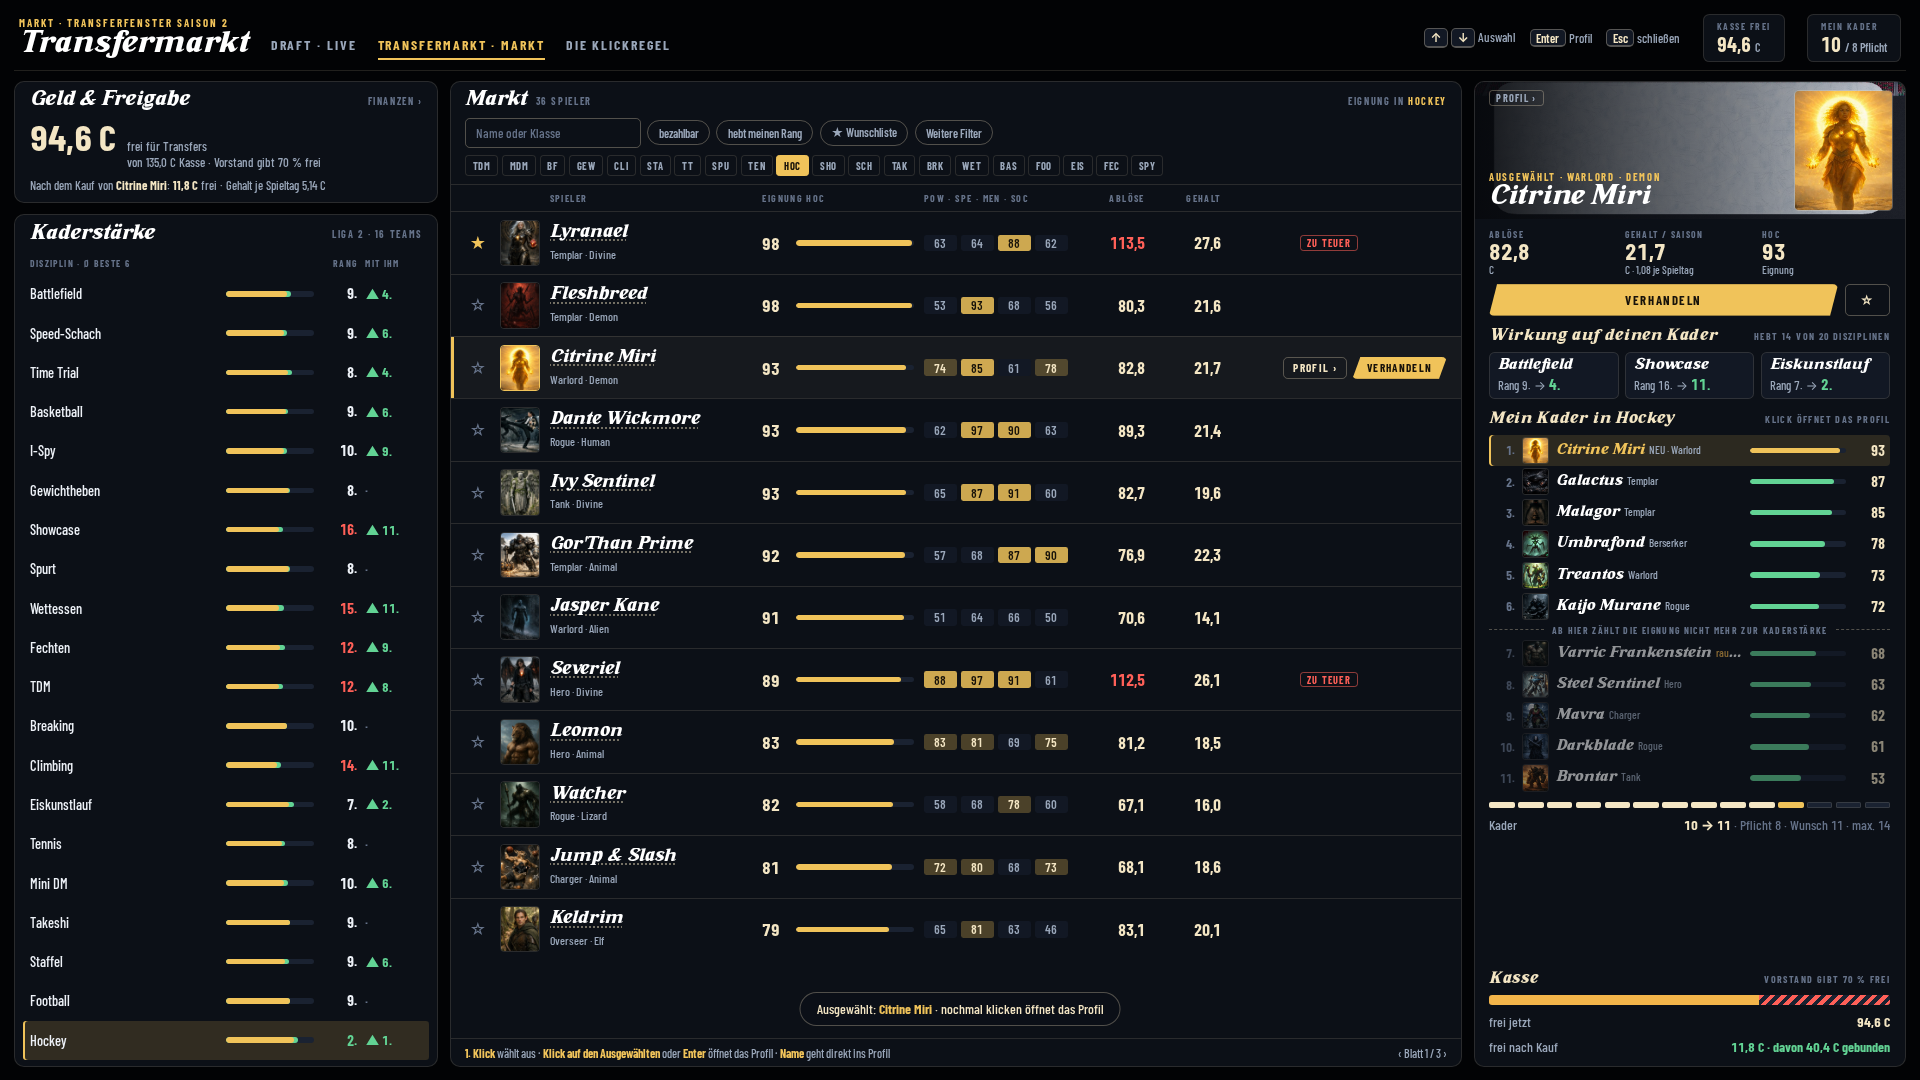 MARKT · TRANSFERFENSTER SAISON 2
Transfermarkt
DRAFT · LIVE
TRANSFERMARKT · MARKT
DIE KLICKREGEL
↑ ↓ Auswahl
Enter Profil
Esc schließen
KASSE FREI
94,6 C
MEIN KADER
10 / 8 Pflicht
Geld & Freigabe
FINANZEN ›
94,6 C
frei für Transfers
von 135,0 C Kasse · Vorstand gibt 70 % frei
Nach dem Kauf von Citrine Miri: 11,8 C frei · Gehalt je Spieltag 5,14 C
Kaderstärke
LIGA 2 · 16 TEAMS
DISZIPLIN · Ø BESTE 6 RANG MIT IHM
Battlefield 9. ▲ 4.
Speed-Schach 9. ▲ 6.
Time Trial 8. ▲ 4.
Basketball 9. ▲ 6.
I-Spy 10. ▲ 9.
Gewichtheben 8. -
Showcase 16. ▲ 11.
Spurt 8. -
Wettessen 15. ▲ 11.
Fechten 12. ▲ 9.
TDM 12. ▲ 8.
Breaking 10. -
Climbing 14. ▲ 11.
Eiskunstlauf 7. ▲ 2.
Tennis 8. -
Mini DM 10. ▲ 6.
Takeshi 9. -
Staffel 9. ▲ 6.
Football 9. -
Hockey 2. ▲ 1.
Markt 36 SPIELER
EIGNUNG IN HOCKEY
Name oder Klasse
bezahlbar
hebt meinen Rang
★ Wunschliste
Weitere Filter
TDM MDM BF GEW CLI STA TT SPU TEN HOC SHO SCH TAK BRK WET BAS FOO EIS FEC SPY
SPIELER EIGNUNG HOC POW · SPE · MEN · SOC ABLÖSE GEHALT
★ Lyranael 98 63 64 88 62 113,5 27,6 ZU TEUER
Templar · Divine
☆ Fleshbreed 98 53 93 68 56 80,3 21,6
Templar · Demon
☆ Citrine Miri 93 74 85 61 78 82,8 21,7 PROFIL › VERHANDELN
Warlord · Demon
☆ Dante Wickmore 93 62 97 90 63 89,3 21,4
Rogue · Human
☆ Ivy Sentinel 93 65 87 91 60 82,7 19,6
Tank · Divine
☆ Gor'Than Prime 92 57 68 87 90 76,9 22,3
Templar · Animal
☆ Jasper Kane 91 51 64 66 50 70,6 14,1
Warlord · Alien
☆ Severiel 89 88 97 91 61 112,5 26,1 ZU TEUER
Hero · Divine
☆ Leomon 83 83 81 69 75 81,2 18,5
Hero · Animal
☆ Watcher 82 58 68 78 60 67,1 16,0
Rogue · Lizard
☆ Jump & Slash 81 72 80 68 73 68,1 18,6
Charger · Animal
☆ Keldrim 79 65 81 63 46 83,1 20,1
Overseer · Elf
Ausgewählt: Citrine Miri · nochmal klicken öffnet das Profil
1. Klick wählt aus · Klick auf den Ausgewählten oder Enter öffnet das Profil · Name geht direkt ins Profil
‹ Blatt 1 / 3 ›
PROFIL ›
AUSGEWÄHLT · WARLORD · DEMON
Citrine Miri
ABLÖSE GEHALT / SAISON HOC
82,8 21,7 93
C C · 1,08 je Spieltag Eignung
VERHANDELN ☆
Wirkung auf deinen Kader
HEBT 14 VON 20 DISZIPLINEN
Battlefield Showcase Eiskunstlauf
Rang 9. → 4. Rang 16. → 11. Rang 7. → 2.
Mein Kader in Hockey
KLICK ÖFFNET DAS PROFIL
1. Citrine Miri NEU · Warlord 93
2. Galactus Templar 87
3. Malagor Templar 85
4. Umbrafond Berserker 78
5. Treantos Warlord 73
6. Kaijo Murane Rogue 72
AB HIER ZÄHLT DIE EIGNUNG NICHT MEHR ZUR KADERSTÄRKE
7. Varric Frankenstein rau... 68
8. Steel Sentinel Hero 63
9. Mavra Charger 62
10. Darkblade Rogue 61
11. Brontar Tank 53
Kader 10 → 11 · Pflicht 8 · Wunsch 11 · max. 14
Kasse
VORSTAND GIBT 70 % FREI
frei jetzt 94,6 C
frei nach Kauf 11,8 C · davon 40,4 C gebunden